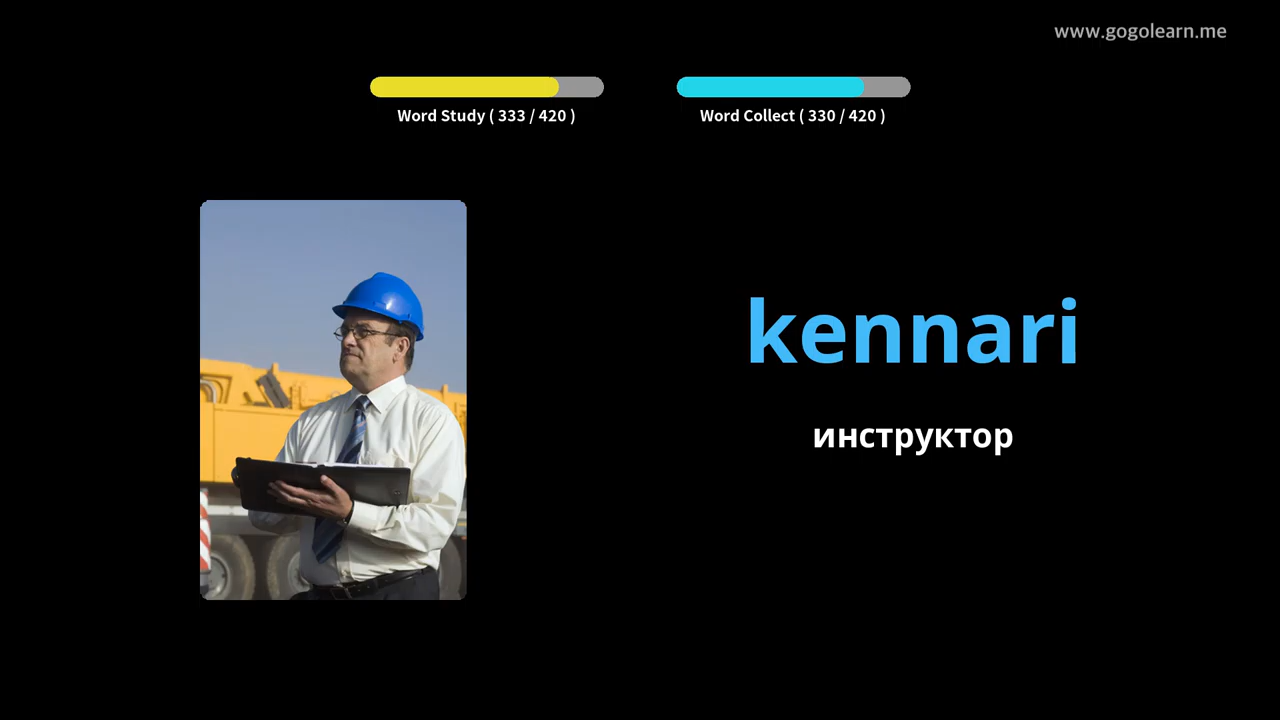 www.gogolearn.me
Word Study ( 333 / 420 )
Word Collect ( 330 / 420 )
kennari
инструктор